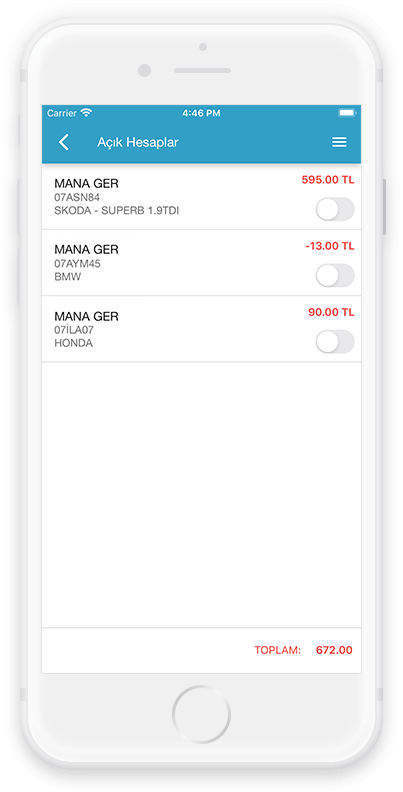 Carrier 4:46 PM
Açık Hesaplar
MANA GER 595.00 TL
07ASN84
SKODA - SUPERB 1.9TDI
MANA GER -13.00 TL
07AYM45
BMW
MANA GER 90.00 TL
07İLA07
HONDA
TOPLAM: 672.00